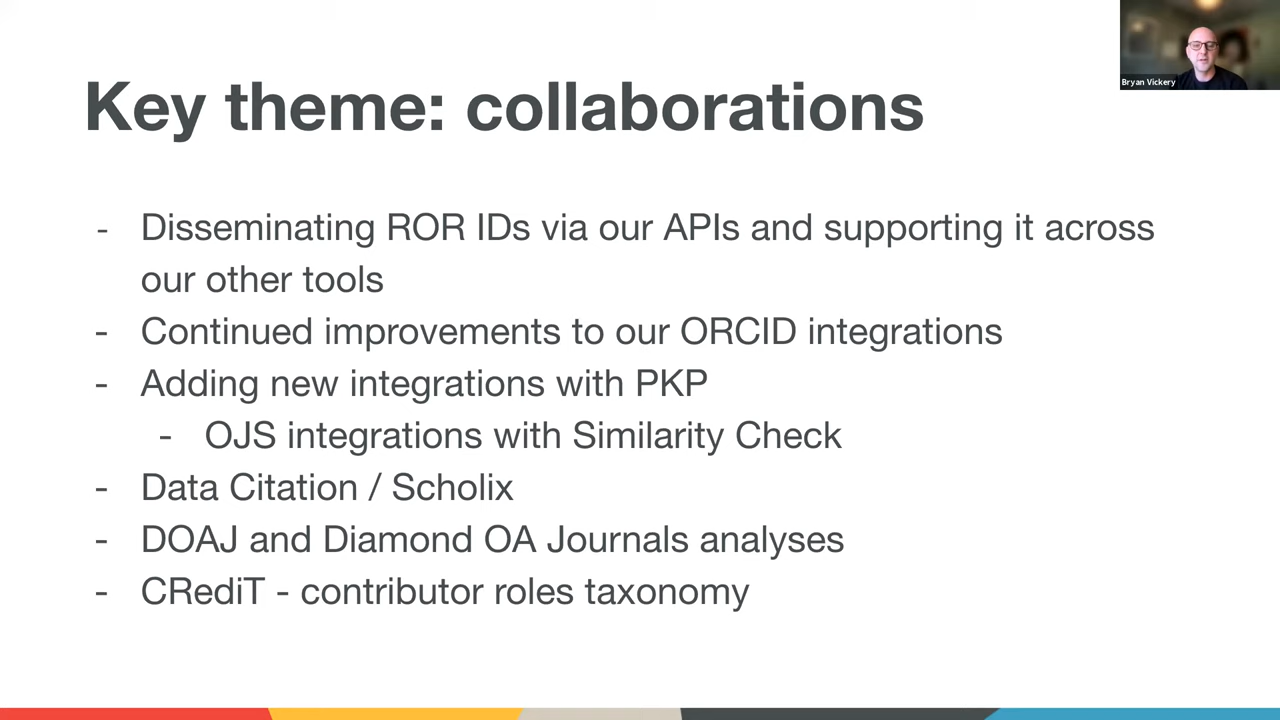 Bryan Vickery
Key theme: collaborations
- Disseminating ROR IDs via our APIs and supporting it across
our other tools
- Continued improvements to our ORCID integrations
- Adding new integrations with PKP
- OJS integrations with Similarity Check
- Data Citation / Scholix
- DOAJ and Diamond OA Journals analyses
- CRediT - contributor roles taxonomy